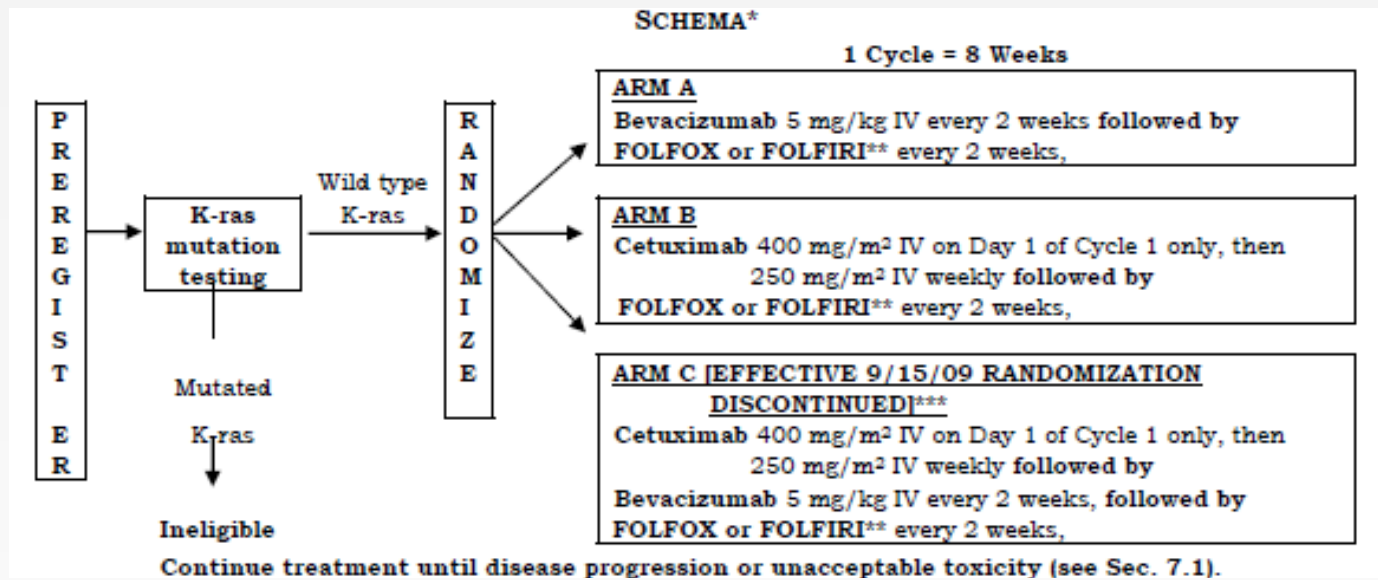 SCHEMA*
1 Cycle = 8 Weeks
PREREGISTER
K-ras
mutation
testing
Wild type
K-ras
Mutated
K-ras
Ineligible
RANDOMIZE
ARM A
Bevacizumab 5 mg/kg IV every 2 weeks followed by
FOLFOX or FOLFIRI** every 2 weeks,
ARM B
Cetuximab 400 mg/m² IV on Day 1 of Cycle 1 only, then
250 mg/m² IV weekly followed by
FOLFOX or FOLFIRI** every 2 weeks,
ARM C [EFFECTIVE 9/15/09 RANDOMIZATION
DISCONTINUED]***
Cetuximab 400 mg/m² IV on Day 1 of Cycle 1 only, then
250 mg/m² IV weekly followed by
Bevacizumab 5 mg/kg IV every 2 weeks, followed by
FOLFOX or FOLFIRI** every 2 weeks,
Continue treatment until disease progression or unacceptable toxicity (see Sec. 7.1).